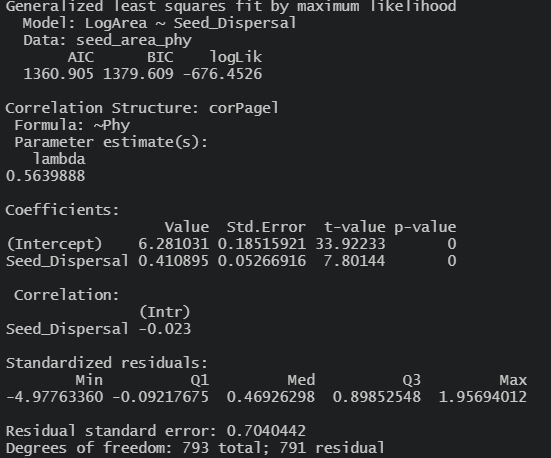 Generalized least squares fit by maximum likelihood
Model: LogArea ~ Seed_Dispersal
Data: seed_area_phy
AIC BIC logLik
1360.905 1379.609 -676.4526
Correlation Structure: corPagel
Formula: ~Phy
Parameter estimate(s):
lambda
0.5639888
Coefficients:
Value Std.Error t-value p-value
(Intercept) 6.281031 0.18515921 33.92233 0
Seed_Dispersal 0.410895 0.05266916 7.80144 0
Correlation:
(Intr)
Seed_Dispersal -0.023
Standardized residuals:
Min Q1 Med Q3 Max
-4.97763360 -0.09217675 0.46926298 0.89852548 1.95694012
Residual standard error: 0.7040442
Degrees of freedom: 793 total; 791 residual